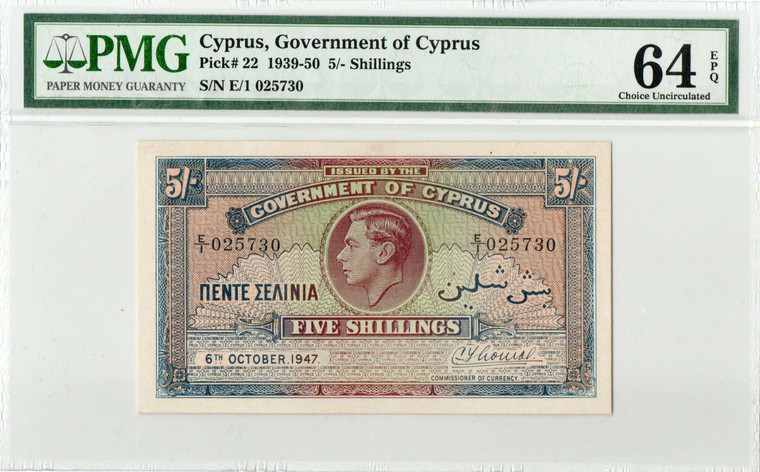 PMG
PAPER MONEY GUARANTY
Cyprus, Government of Cyprus
Pick# 22 1939-50 5/- Shillings
S/N E/1 025730
64 EPQ
Choice Uncirculated
5/- 5/-
ISSUED BY THE
GOVERNMENT OF CYPRUS
E/1 025730 E/1 025730
ΠΕΝΤΕ ΣΕΛΙΝΙΑ بش شلين
FIVE SHILLINGS
6TH OCTOBER, 1947.
COMMISSIONER OF CURRENCY